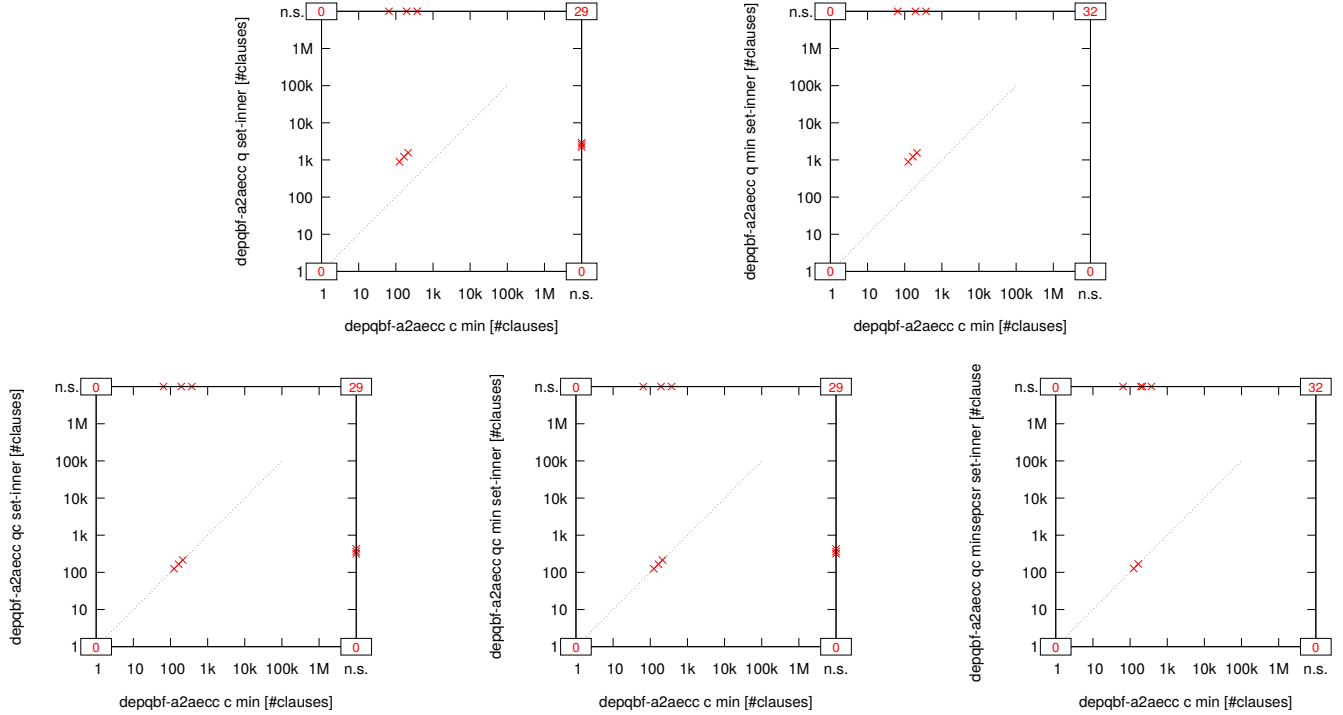 n.s. 0 29
1M
100k
10k
1k
100
10
1 0 0
1 10 100 1k 10k 100k 1M n.s.
depqbf-a2aecc q set-inner [#clauses]
depqbf-a2aecc c min [#clauses]
n.s. 0 32
1M
100k
10k
1k
100
10
1 0 0
1 10 100 1k 10k 100k 1M n.s.
depqbf-a2aecc q min set-inner [#clauses]
depqbf-a2aecc c min [#clauses]
n.s. 0 29
1M
100k
10k
1k
100
10
1 0 0
1 10 100 1k 10k 100k 1M n.s.
depqbf-a2aecc qc set-inner [#clauses]
depqbf-a2aecc c min [#clauses]
n.s. 0 29
1M
100k
10k
1k
100
10
1 0 0
1 10 100 1k 10k 100k 1M n.s.
depqbf-a2aecc qc min set-inner [#clauses]
depqbf-a2aecc c min [#clauses]
n.s. 0 32
1M
100k
10k
1k
100
10
1 0 0
1 10 100 1k 10k 100k 1M n.s.
depqbf-a2aecc qc minsepcsr set-inner [#clause
depqbf-a2aecc c min [#clauses]